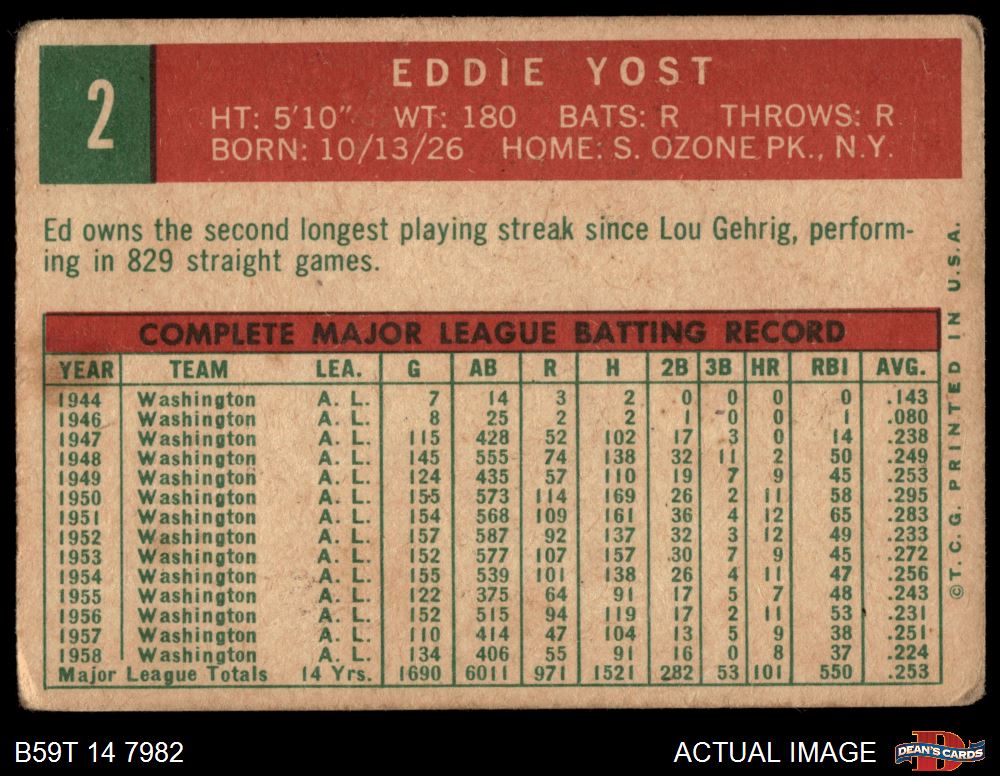 2
EDDIE YOST
HT: 5'10" WT: 180 BATS: R THROWS: R
BORN: 10/13/26 HOME: S. OZONE PK., N.Y.
Ed owns the second longest playing streak since Lou Gehrig, perform-
ing in 829 straight games.
COMPLETE MAJOR LEAGUE BATTING RECORD
YEAR TEAM LEA. G AB R H 2B 3B HR RBI AVG.
1944 Washington A. L. 7 14 3 2 0 0 0 0 .143
1946 Washington A. L. 8 25 2 2 1 0 0 1 .080
1947 Washington A. L. 115 428 52 102 17 3 0 14 .238
1948 Washington A. L. 145 555 74 138 32 11 2 50 .249
1949 Washington A. L. 124 435 57 110 19 7 9 45 .253
1950 Washington A. L. 155 573 114 169 26 2 11 58 .295
1951 Washington A. L. 154 568 109 161 36 4 12 65 .283
1952 Washington A. L. 157 587 92 137 32 3 12 49 .233
1953 Washington A. L. 152 577 107 157 30 7 9 45 .272
1954 Washington A. L. 155 539 101 138 26 4 11 47 .256
1955 Washington A. L. 122 375 64 91 17 5 7 48 .243
1956 Washington A. L. 152 515 94 119 17 2 11 53 .231
1957 Washington A. L. 110 414 47 104 13 5 9 38 .251
1958 Washington A. L. 134 406 55 91 16 0 8 37 .224
Major League Totals 14 Yrs. 1690 6011 971 1521 282 53 101 550 .253
©T. C. G. PRINTED IN U.S.A.
B59T 14 7982
ACTUAL IMAGE
DEAN'S CARDS